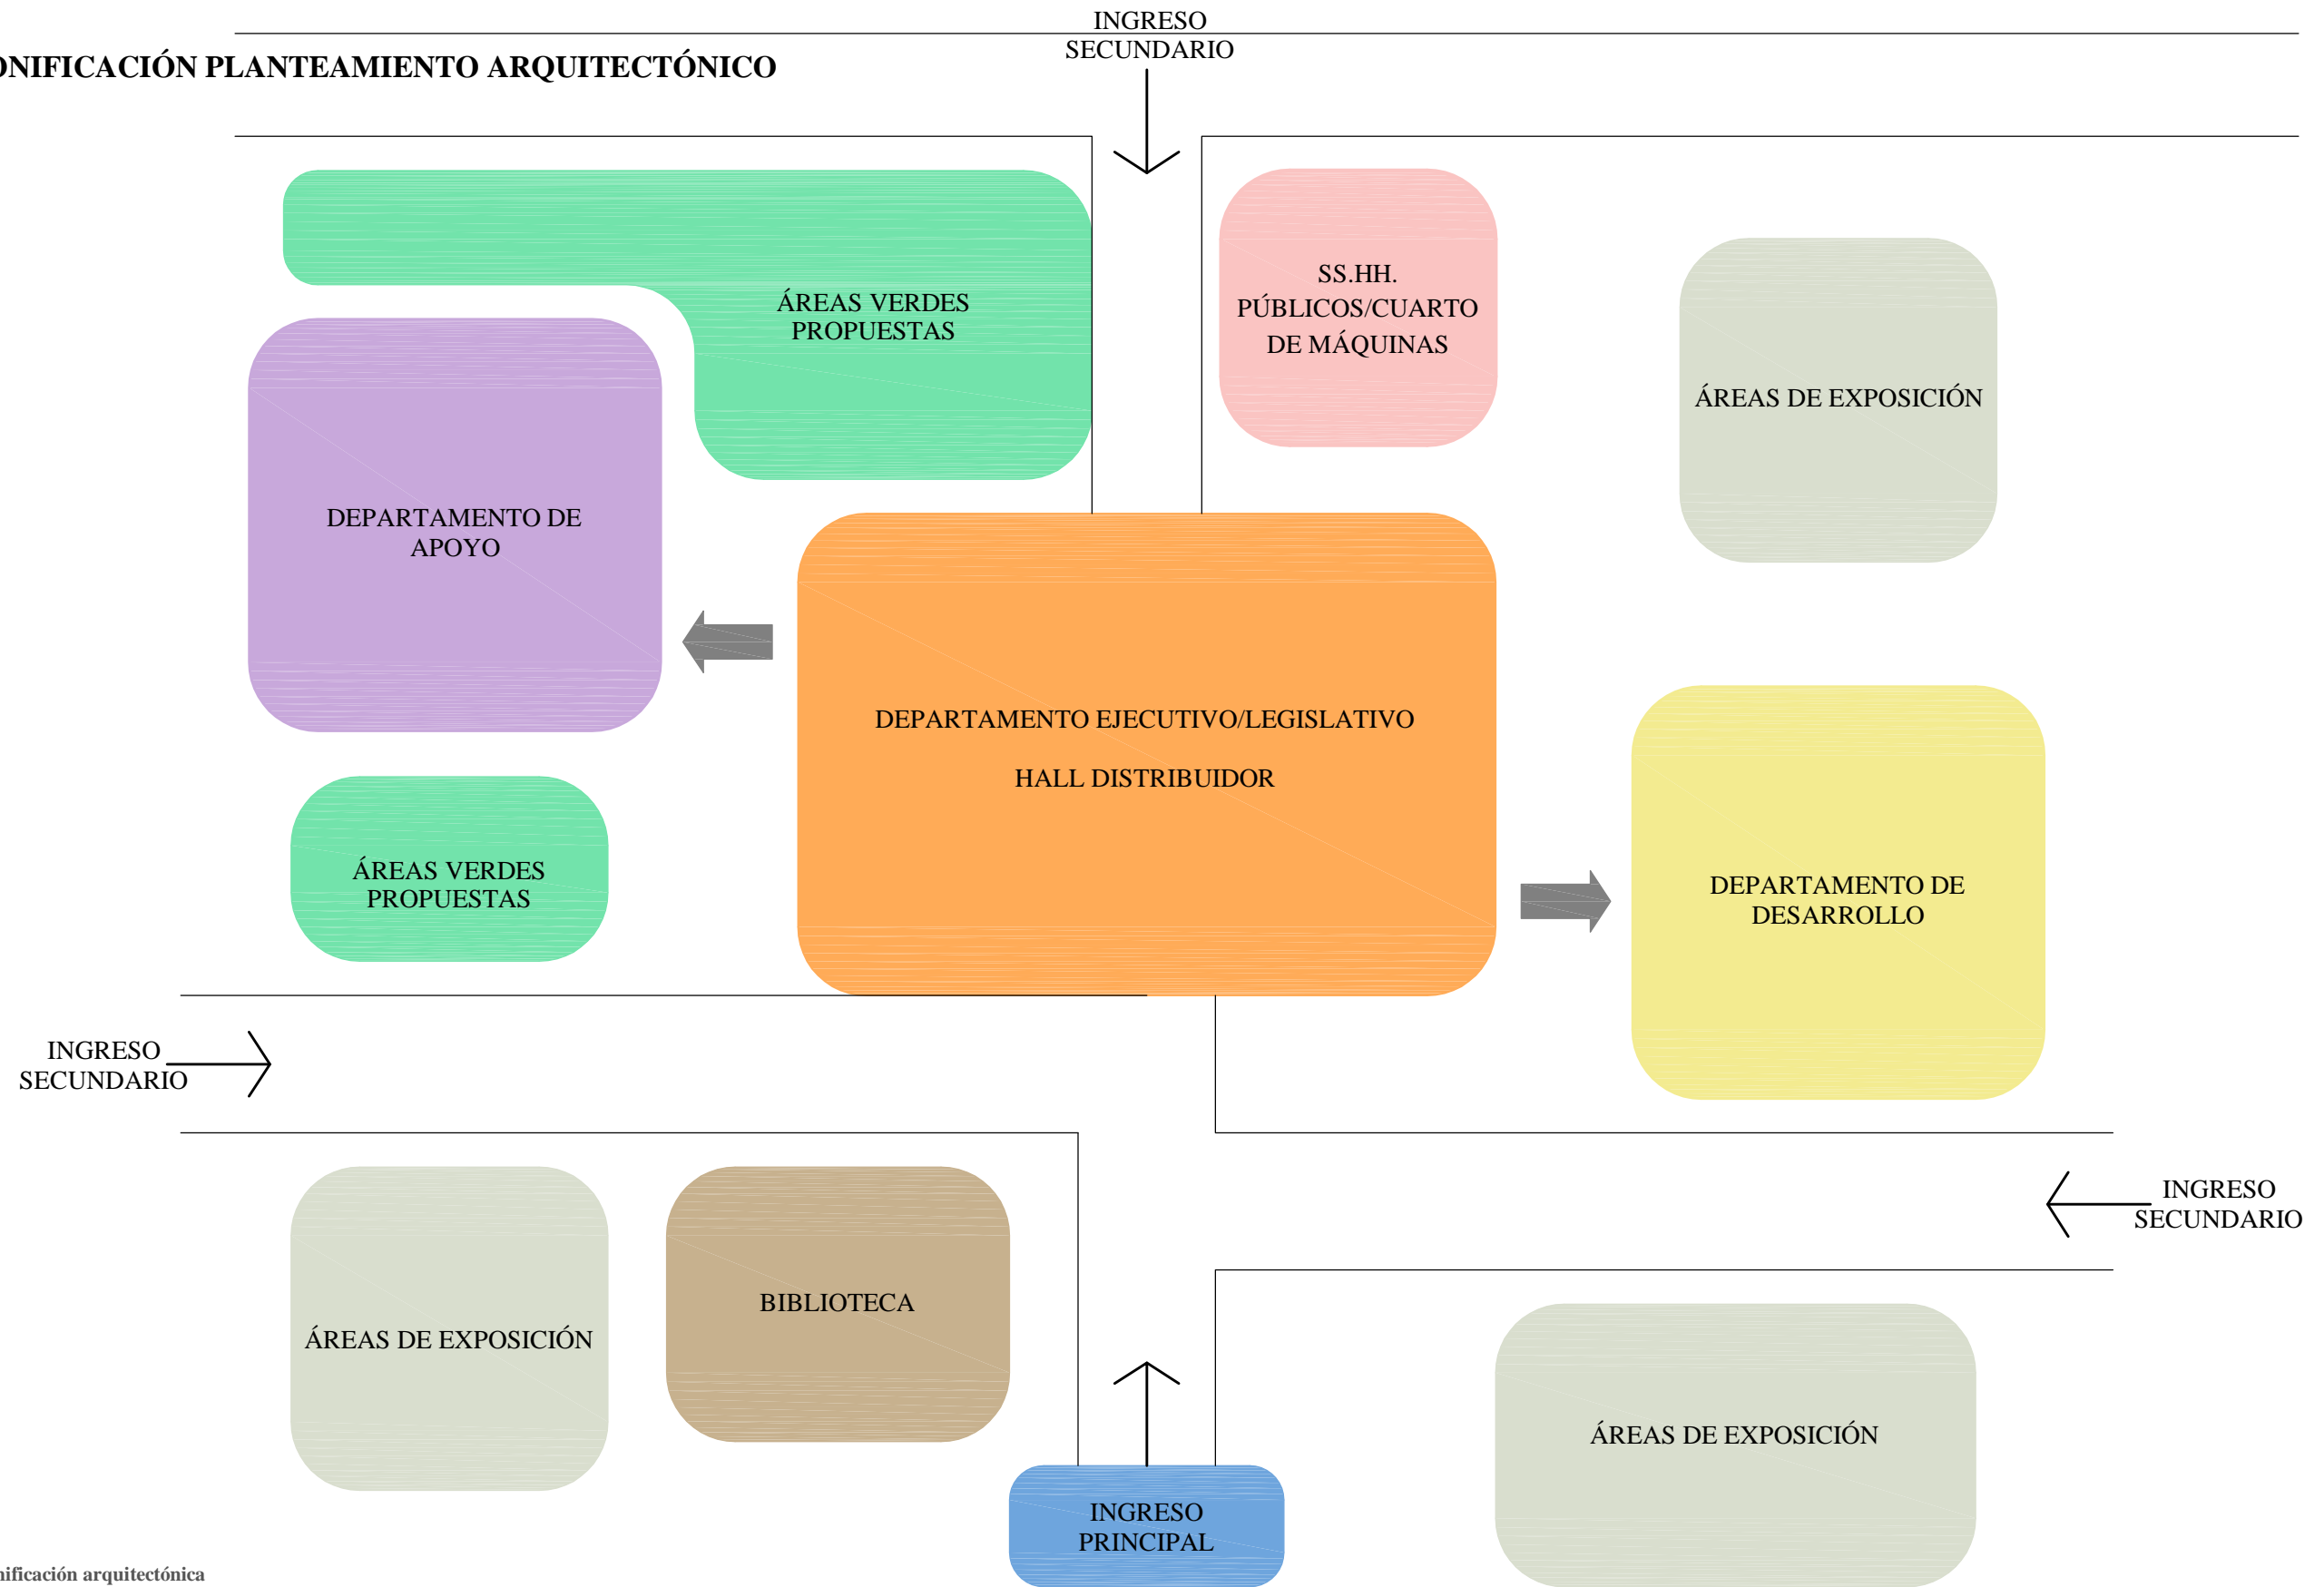 INGRESO
SECUNDARIO
ONIFICACIÓN PLANTEAMIENTO ARQUITECTÓNICO
SS.HH.
PÚBLICOS/CUARTO
DE MÁQUINAS
ÁREAS VERDES
PROPUESTAS
ÁREAS DE EXPOSICIÓN
DEPARTAMENTO DE
APOYO
DEPARTAMENTO EJECUTIVO/LEGISLATIVO
HALL DISTRIBUIDOR
ÁREAS VERDES
PROPUESTAS
DEPARTAMENTO DE
DESARROLLO
INGRESO
SECUNDARIO
INGRESO
SECUNDARIO
BIBLIOTECA
ÁREAS DE EXPOSICIÓN
ÁREAS DE EXPOSICIÓN
INGRESO
PRINCIPAL
nificación arquitectónica